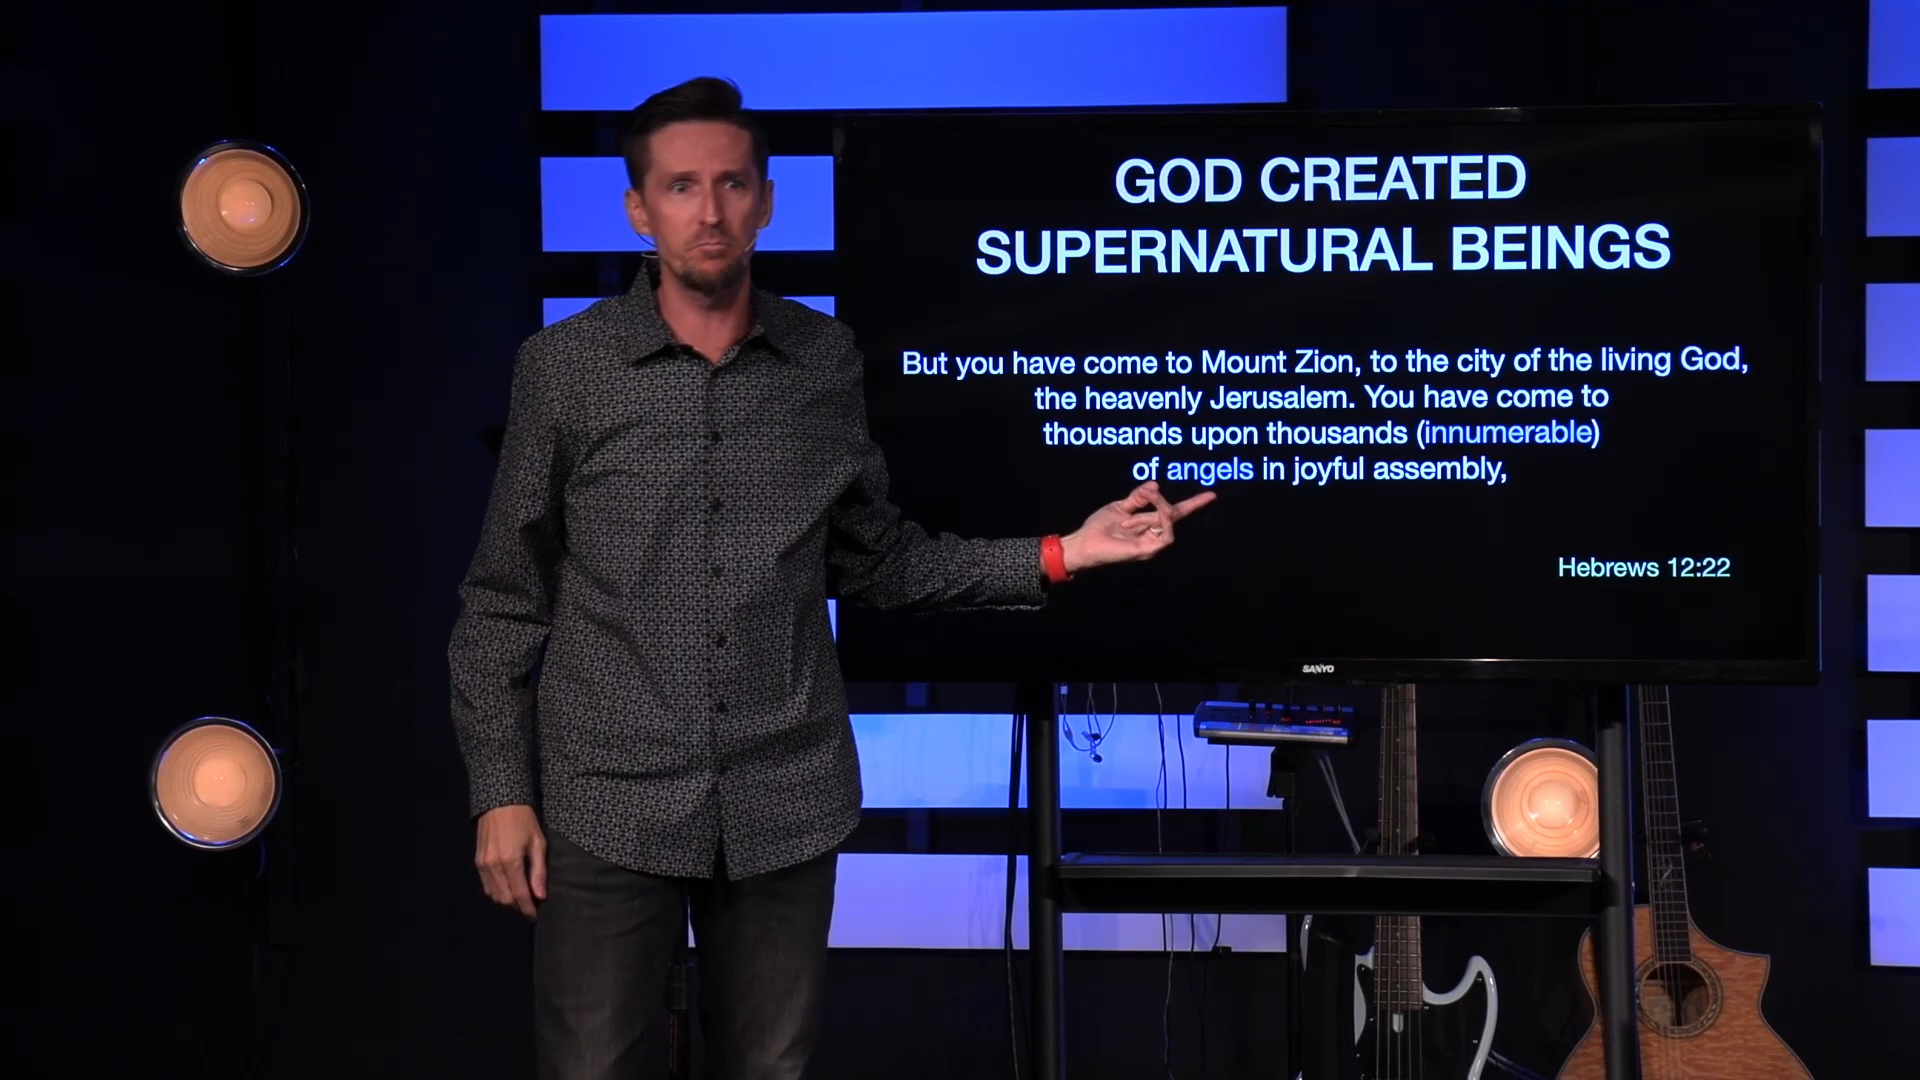 GOD CREATED
SUPERNATURAL BEINGS
But you have come to Mount Zion, to the city of the living God,
the heavenly Jerusalem. You have come to
thousands upon thousands (innumerable)
of angels in joyful assembly,
Hebrews 12:22
SANYO